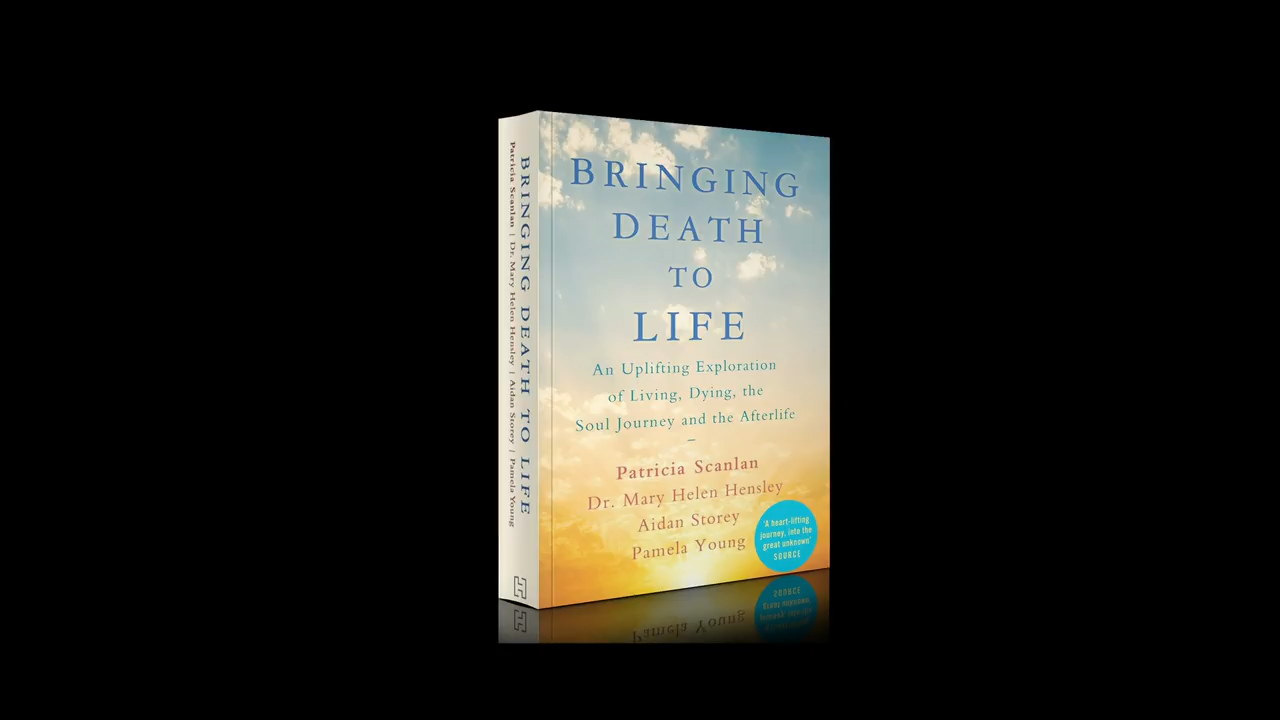 BRINGING DEATH TO LIFE
Patricia Scanlan | Dr. Mary Helen Hensley | Aidan Storey | Pamela Young
BRINGING
DEATH
TO
LIFE
An Uplifting Exploration
of Living, Dying, the
Soul Journey and the Afterlife
–
Patricia Scanlan
Dr. Mary Helen Hensley
Aidan Storey
Pamela Young
'A heart-lifting
journey, into the
great unknown'
SOURCE